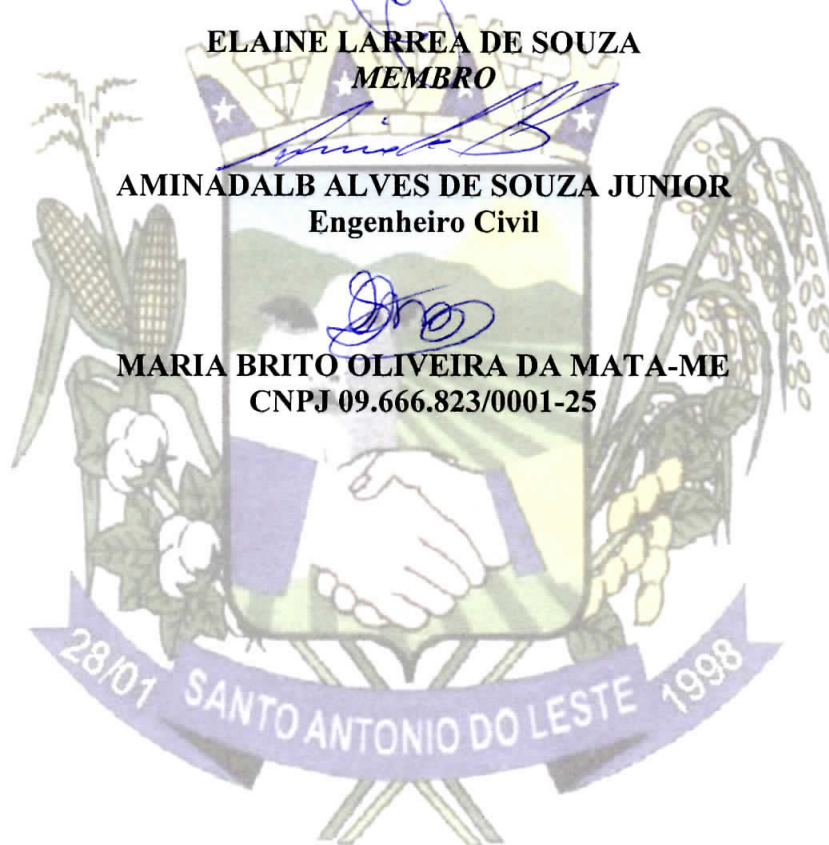 ELAINE LARREA DE SOUZA
MEMBRO
AMINADALB ALVES DE SOUZA JUNIOR
Engenheiro Civil
MARIA BRITO OLIVEIRA DA MATA-ME
CNPJ 09.666.823/0001-25
28/01 SANTO ANTONIO DO LESTE 1998